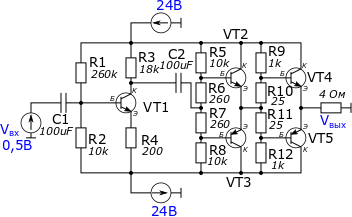 24В
VT2
R1
260k
R3
18k
C2
100uF
R5
10k
R9
1k
К
Б
Э
К
Б
Э
VT4
К
Б
Э
VT1
R6
260
R10
25
4 Ом
Vвых
C1
100uF
Vвх
0,5В
R7
260
R11
25
R2
10k
R4
200
R8
10k
R12
1k
Э
Б
К
Э
Б
К
VT5
VT3
24В